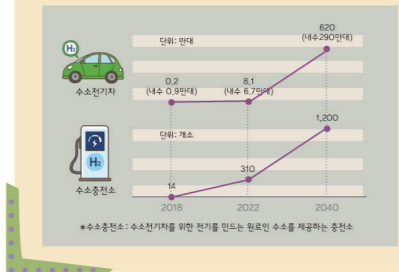 H₂
단위: 만대
620
(내수290만대)
0.2
(내수 0.9만대)
8.1
(내수 6.7만대)
수소전기차
단위: 개소
1,200
H₂
310
14
수소충전소
2018 2022 2040
*수소충전소 : 수소전기차를 위한 전기를 만드는 원료인 수소를 제공하는 충전소